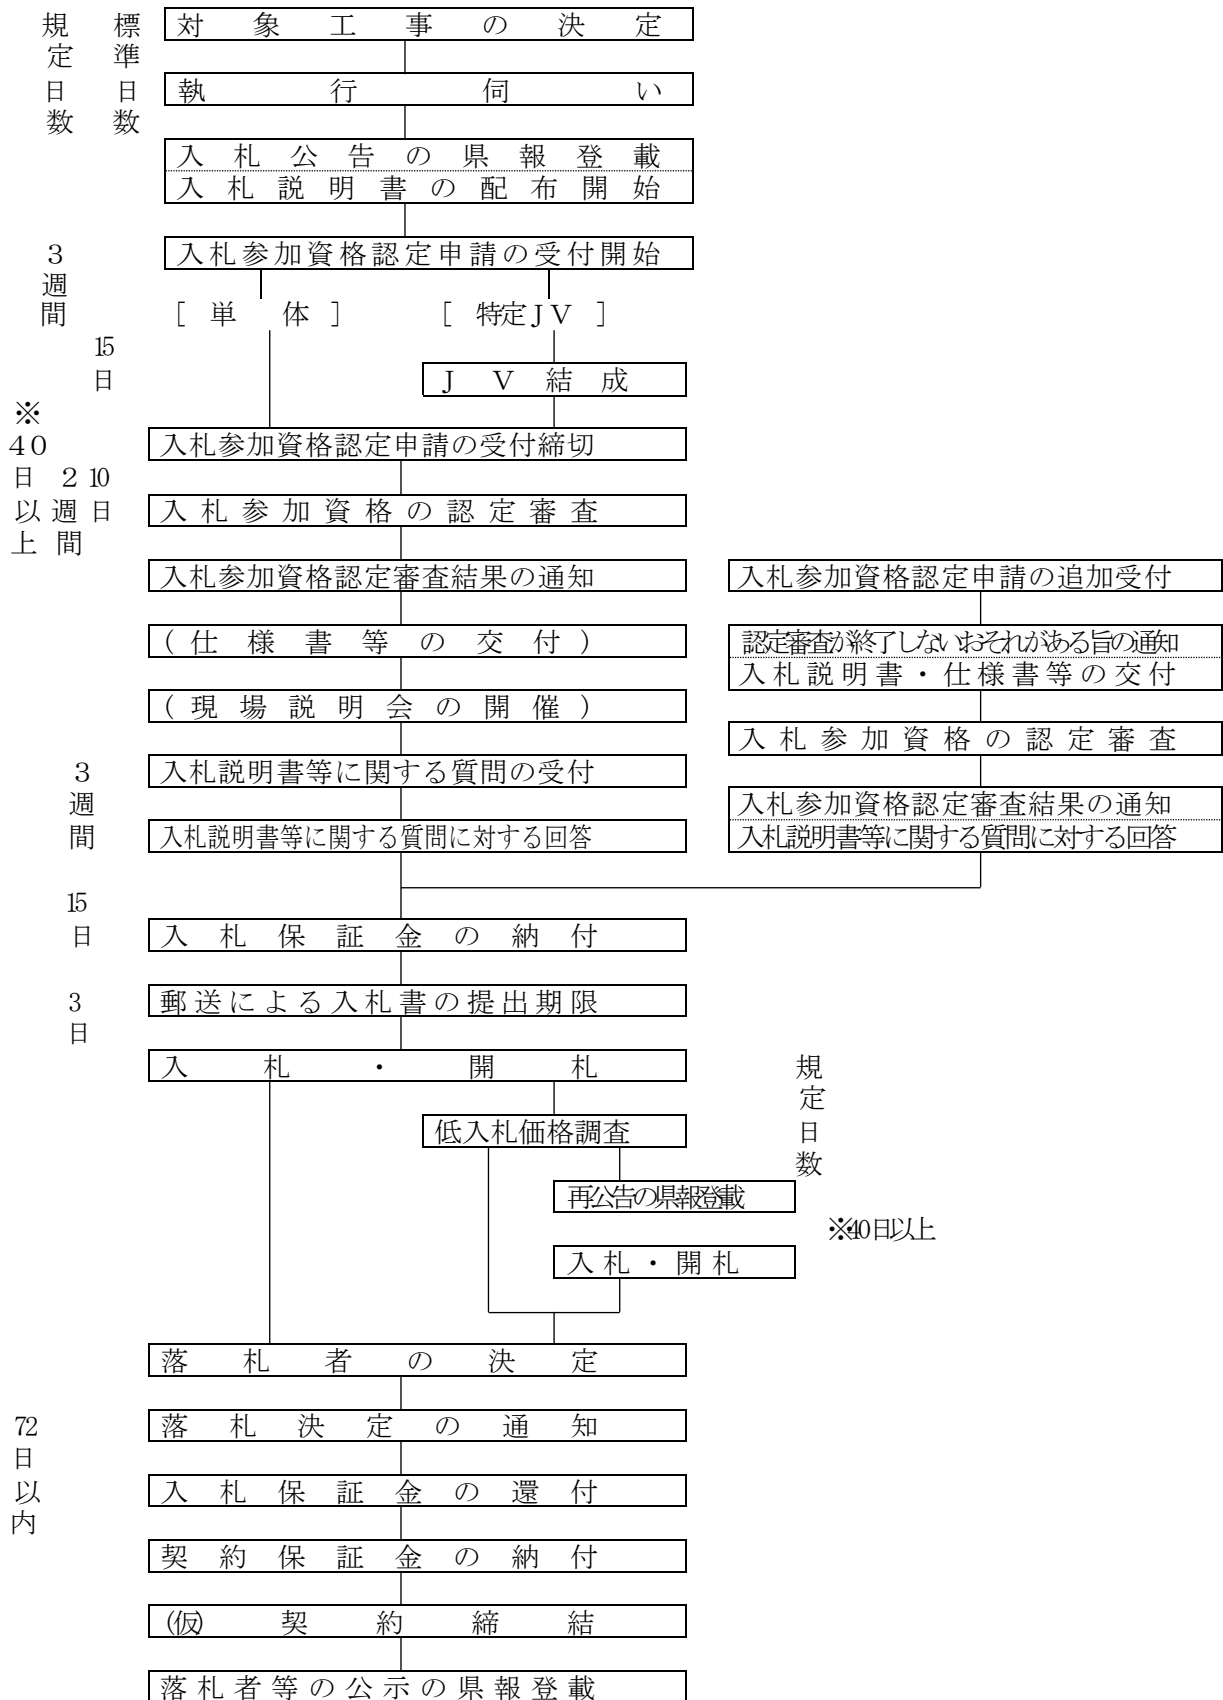 規定日数
標準日数
対象工事の決定
執行伺い
入札公告の県報登載
入札説明書の配布開始
入札参加資格認定申請の受付開始
3週間
[単体]
[特定JV]
15日
JV結成
※40日以上
入札参加資格認定申請の受付締切
2週間
10日
入札参加資格の認定審査
入札参加資格認定審査結果の通知
(仕様書等の交付)
(現場説明会の開催)
3週間
入札説明書等に関する質問の受付
入札説明書等に関する質問に対する回答
入札参加資格認定申請の追加受付
認定審査が終了しないおそれがある旨の通知
入札説明書・仕様書等の交付
入札参加資格の認定審査
入札参加資格認定審査結果の通知
入札説明書等に関する質問に対する回答
15日
入札保証金の納付
3日
郵送による入札書の提出期限
入札・開札
規定日数
低入札価格調査
再公告の県報登載
※40日以上
入札・開札
落札者の決定
72日以内
落札決定の通知
入札保証金の還付
契約保証金の納付
(仮)契約締結
落札者等の公示の県報登載